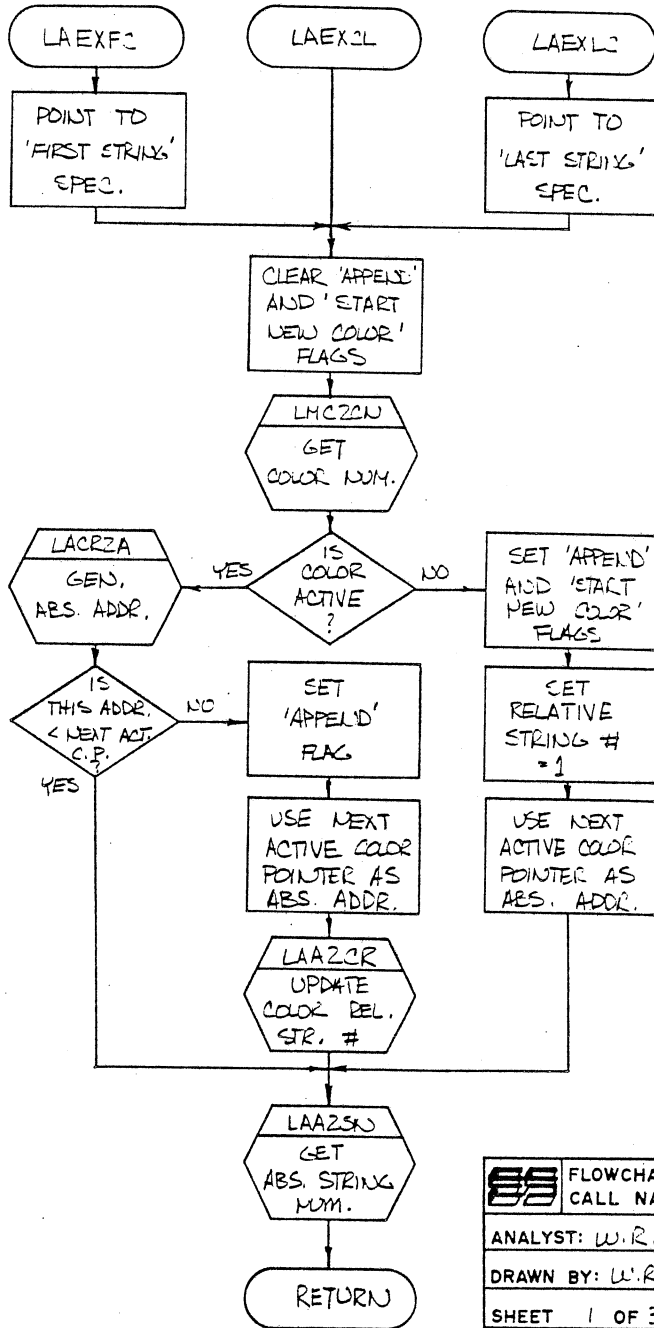 LAEXFC
LAEXCL
LAEXLC
POINT TO
'FIRST STRING'
SPEC.
POINT TO
'LAST STRING'
SPEC.
CLEAR 'APPEND'
AND 'START
NEW COLOR'
FLAGS
LMC2CN
GET
COLOR NUM.
IS
COLOR
ACTIVE
?
YES
NO
LACR2A
GEN.
ABS. ADDR.
SET 'APPEND'
AND 'START
NEW COLOR'
FLAGS
IS
THIS ADDR.
< NEXT ACT.
C.P.
?
NO
YES
SET
'APPEND'
FLAG
SET
RELATIVE
STRING #
= 1
USE NEXT
ACTIVE COLOR
POINTER AS
ABS. ADDR.
USE NEXT
ACTIVE COLOR
POINTER AS
ABS. ADDR.
LAA2CR
UPDATE
COLOR REL.
STR. #
LAA2SN
GET
ABS. STRING
NUM.
RETURN
FLOWCHA
CALL NA
ANALYST: W.R.
DRAWN BY: W.R
SHEET 1 OF 3